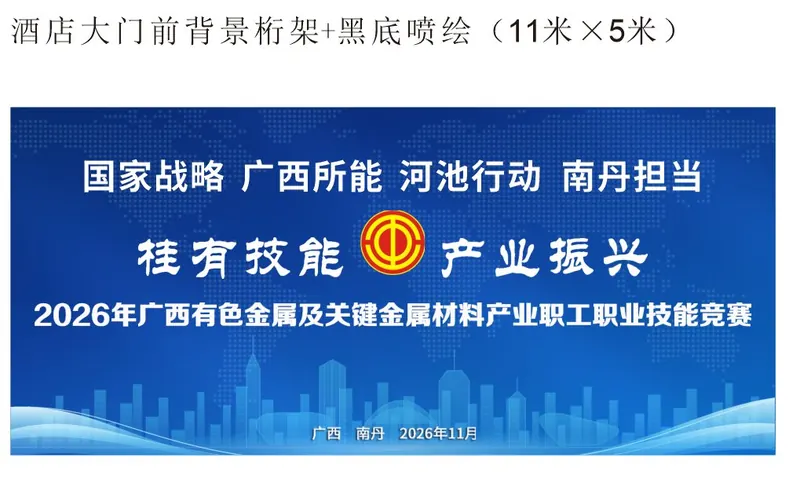 酒店大门前背景桁架+黑底喷绘（11米×5米）
国家战略 广西所能 河池行动 南丹担当
桂有技能 产业振兴
2026年广西有色金属及关键金属材料产业职工职业技能竞赛
广西 南丹 2026年11月